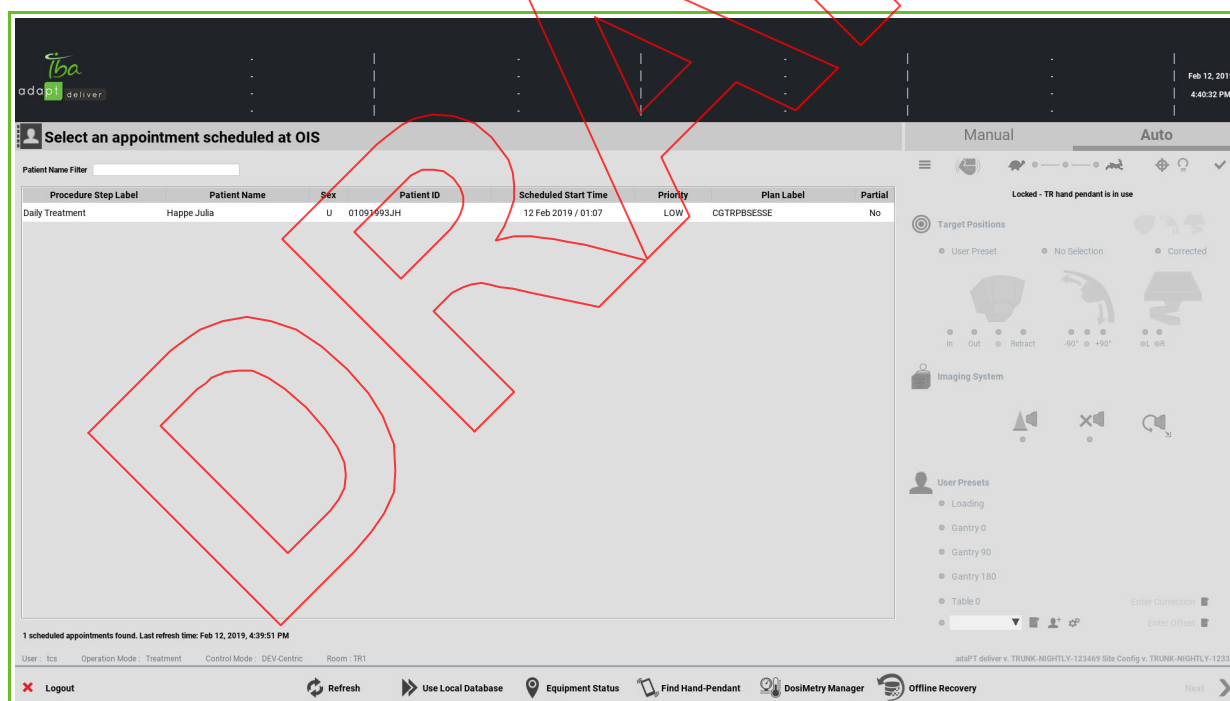 iba
adapt deliver
Feb 12, 2019
4:40:32 PM
Select an appointment scheduled at OIS
Manual Auto
Patient Name Filter
Procedure Step Label Patient Name Sex Patient ID Scheduled Start Time Priority Plan Label Partial
Locked - TR hand pendant is in use
Daily Treatment Happe Julia U 01091993JH 12 Feb 2019 / 01:07 LOW CGTRPBSESSE No
Target Positions
User Preset No Selection Corrected
In Out Retract -90° +90° L R
Imaging System
User Presets
Loading
Gantry 0
Gantry 90
Gantry 180
Table 0 Enter Correction
Enter Offset
1 scheduled appointments found. Last refresh time: Feb 12, 2019, 4:39:51 PM
User : tcs Operation Mode : Treatment Control Mode : DEV-Centric Room : TR1 adaPT deliver v. TRUNK-NIGHTLY-123469 Site Config v. TRUNK-NIGHTLY-1233
Logout Refresh Use Local Database Equipment Status Find Hand-Pendant DosiMetry Manager Offline Recovery Next